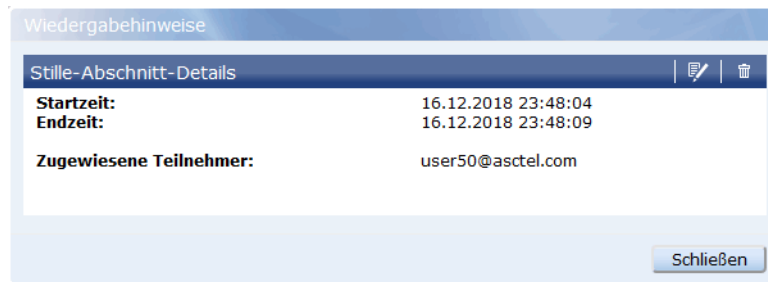 Wiedergabehinweise
Stille-Abschnitt-Details
Startzeit: 16.12.2018 23:48:04
Endzeit: 16.12.2018 23:48:09
Zugewiesene Teilnehmer: user50@asctel.com
Schließen